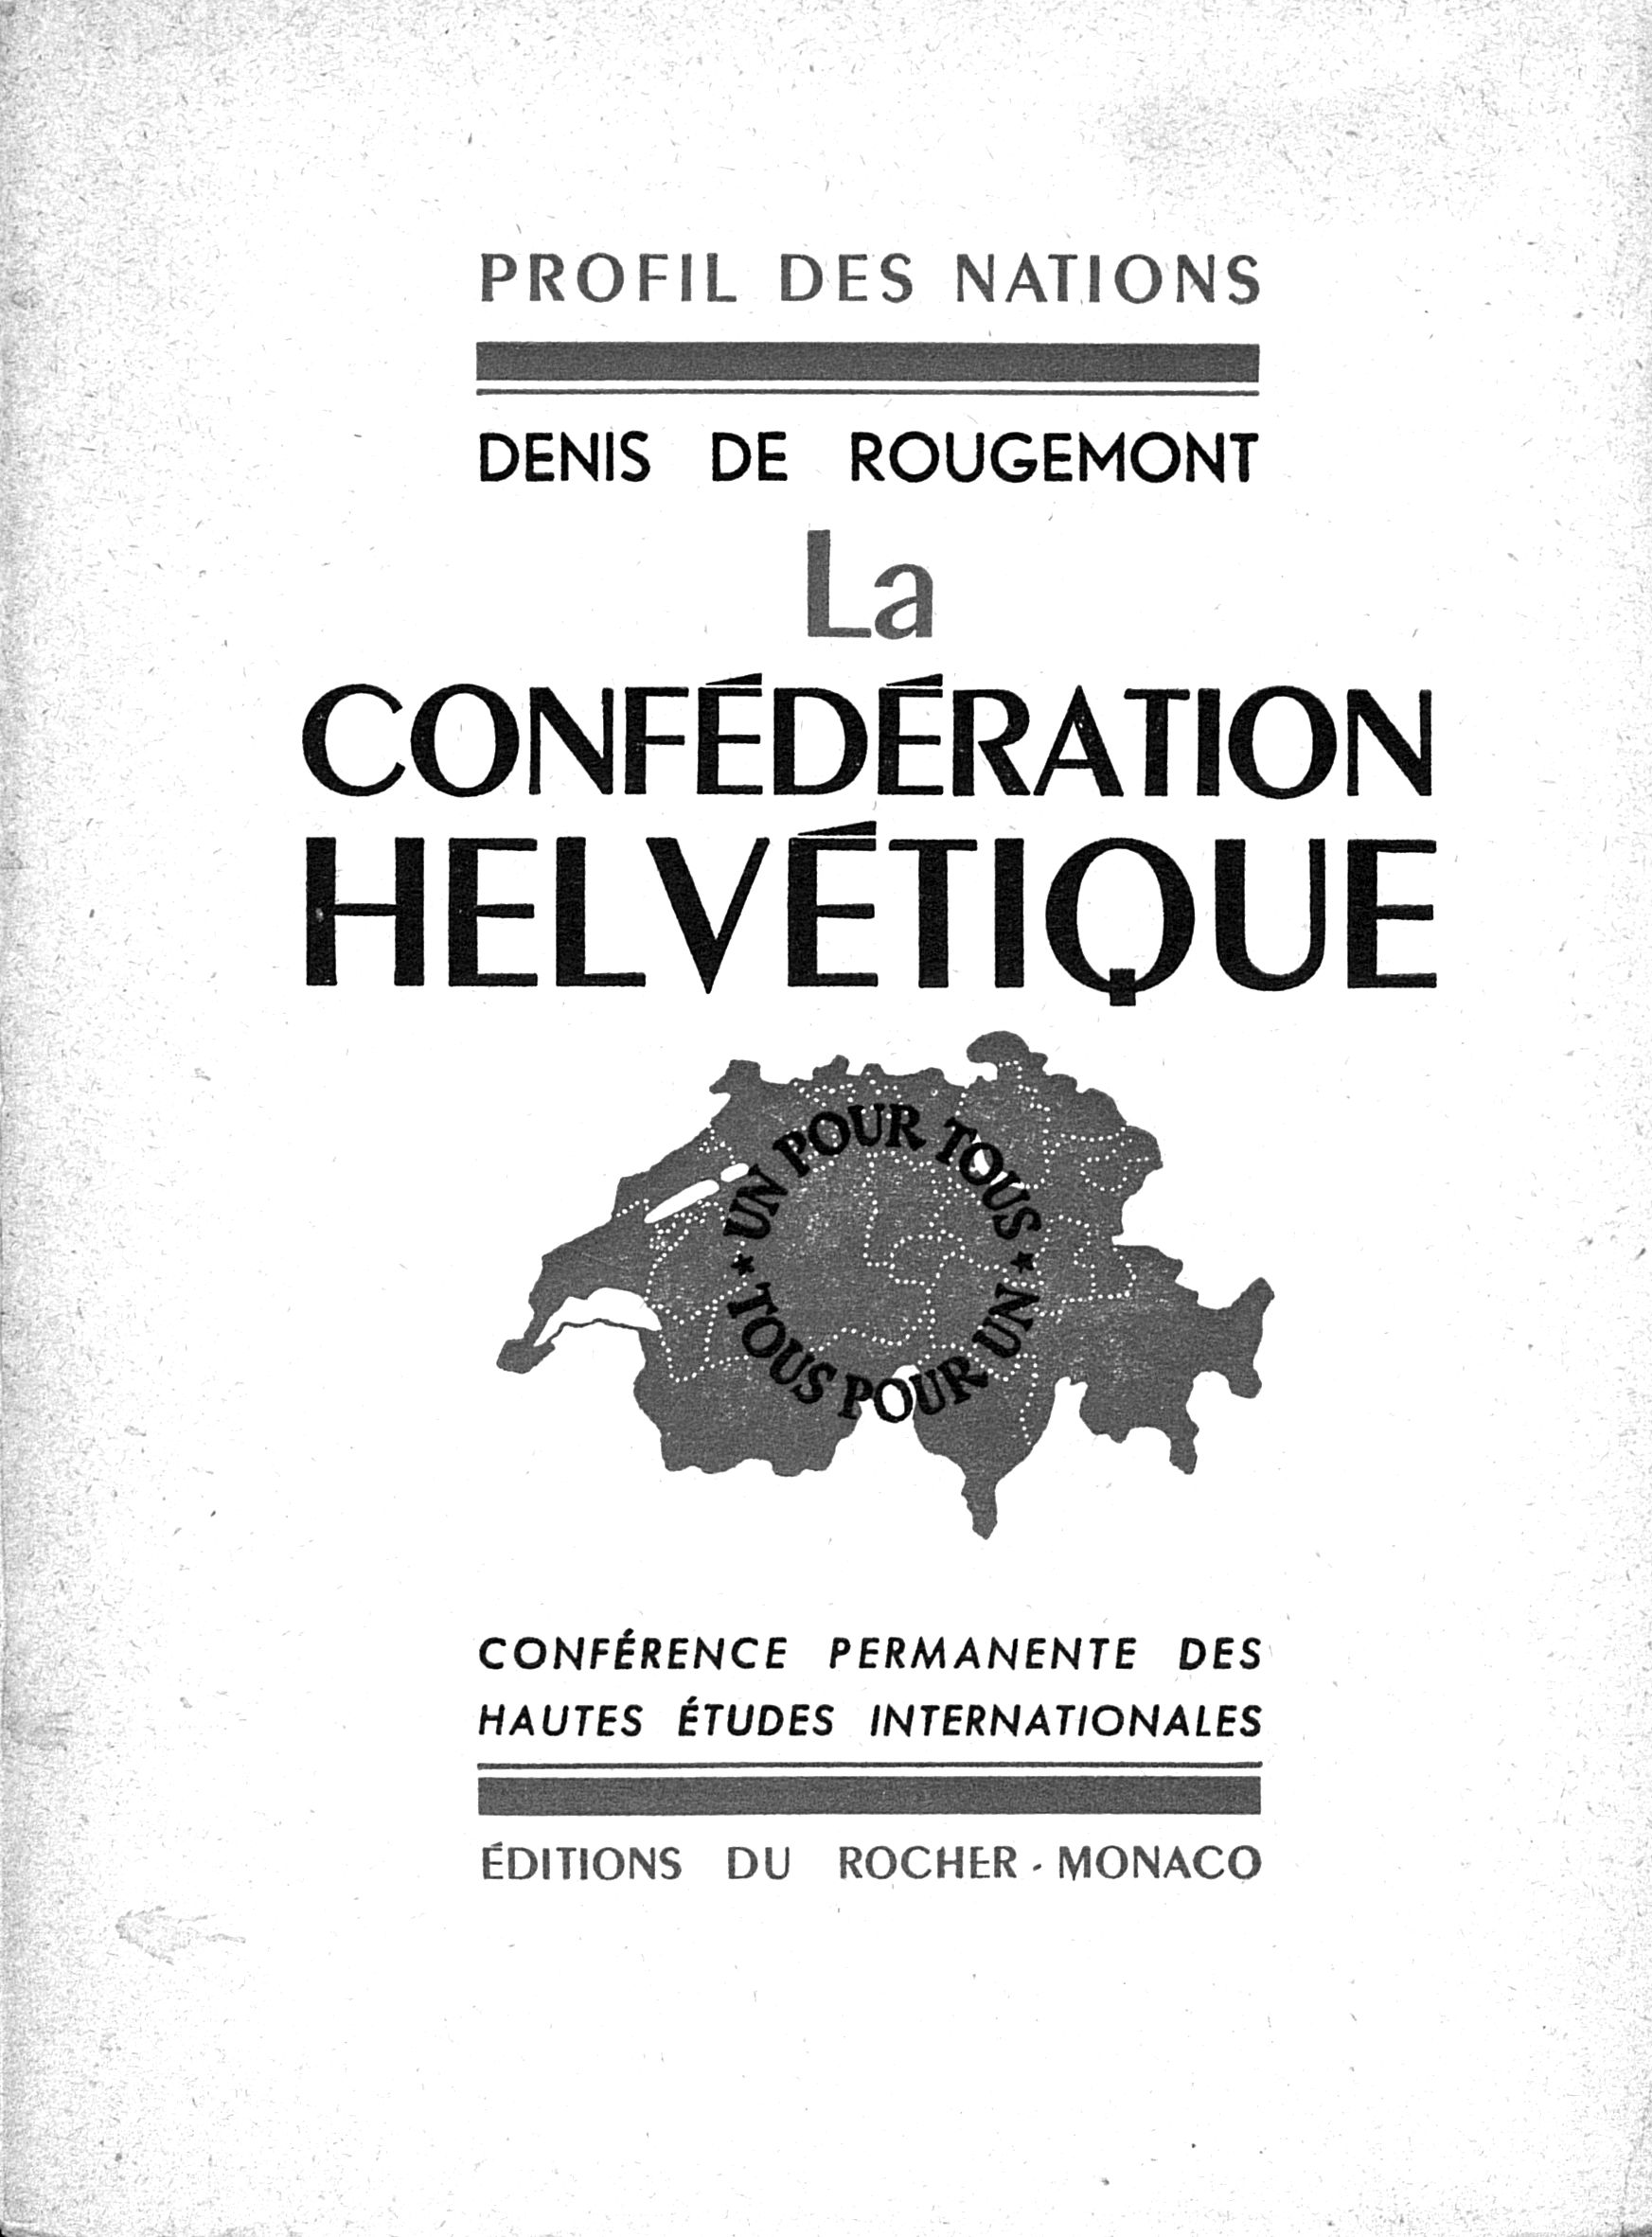 PROFIL DES NATIONS
DENIS DE ROUGEMONT
La
CONFÉDÉRATION
HELVÉTIQUE
UN POUR TOUS
★ TOUS POUR UN ★
CONFÉRENCE PERMANENTE DES
HAUTES ÉTUDES INTERNATIONALES
ÉDITIONS DU ROCHER - MONACO